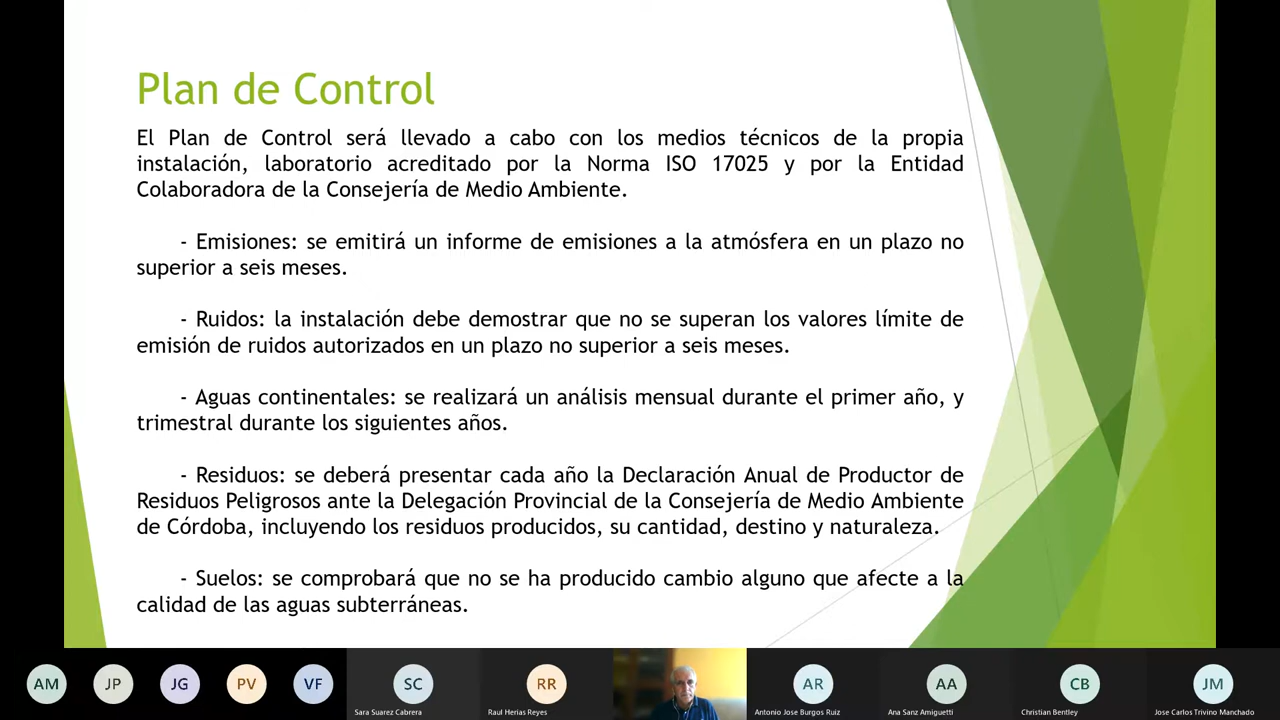 Plan de Control
El Plan de Control será llevado a cabo con los medios técnicos de la propia
instalación, laboratorio acreditado por la Norma ISO 17025 y por la Entidad
Colaboradora de la Consejería de Medio Ambiente.
- Emisiones: se emitirá un informe de emisiones a la atmósfera en un plazo no
superior a seis meses.
- Ruidos: la instalación debe demostrar que no se superan los valores límite de
emisión de ruidos autorizados en un plazo no superior a seis meses.
- Aguas continentales: se realizará un análisis mensual durante el primer año, y
trimestral durante los siguientes años.
- Residuos: se deberá presentar cada año la Declaración Anual de Productor de
Residuos Peligrosos ante la Delegación Provincial de la Consejería de Medio Ambiente
de Córdoba, incluyendo los residuos producidos, su cantidad, destino y naturaleza.
- Suelos: se comprobará que no se ha producido cambio alguno que afecte a la
calidad de las aguas subterráneas.
AM JP JG PV VF SC RR AR AA CB JM
Sara Suarez Cabrera Raul Herias Reyes Antonio Jose Burgos Ruiz Ana Sanz Amiguetti Christian Bentley Jose Carlos Trivino Manchado